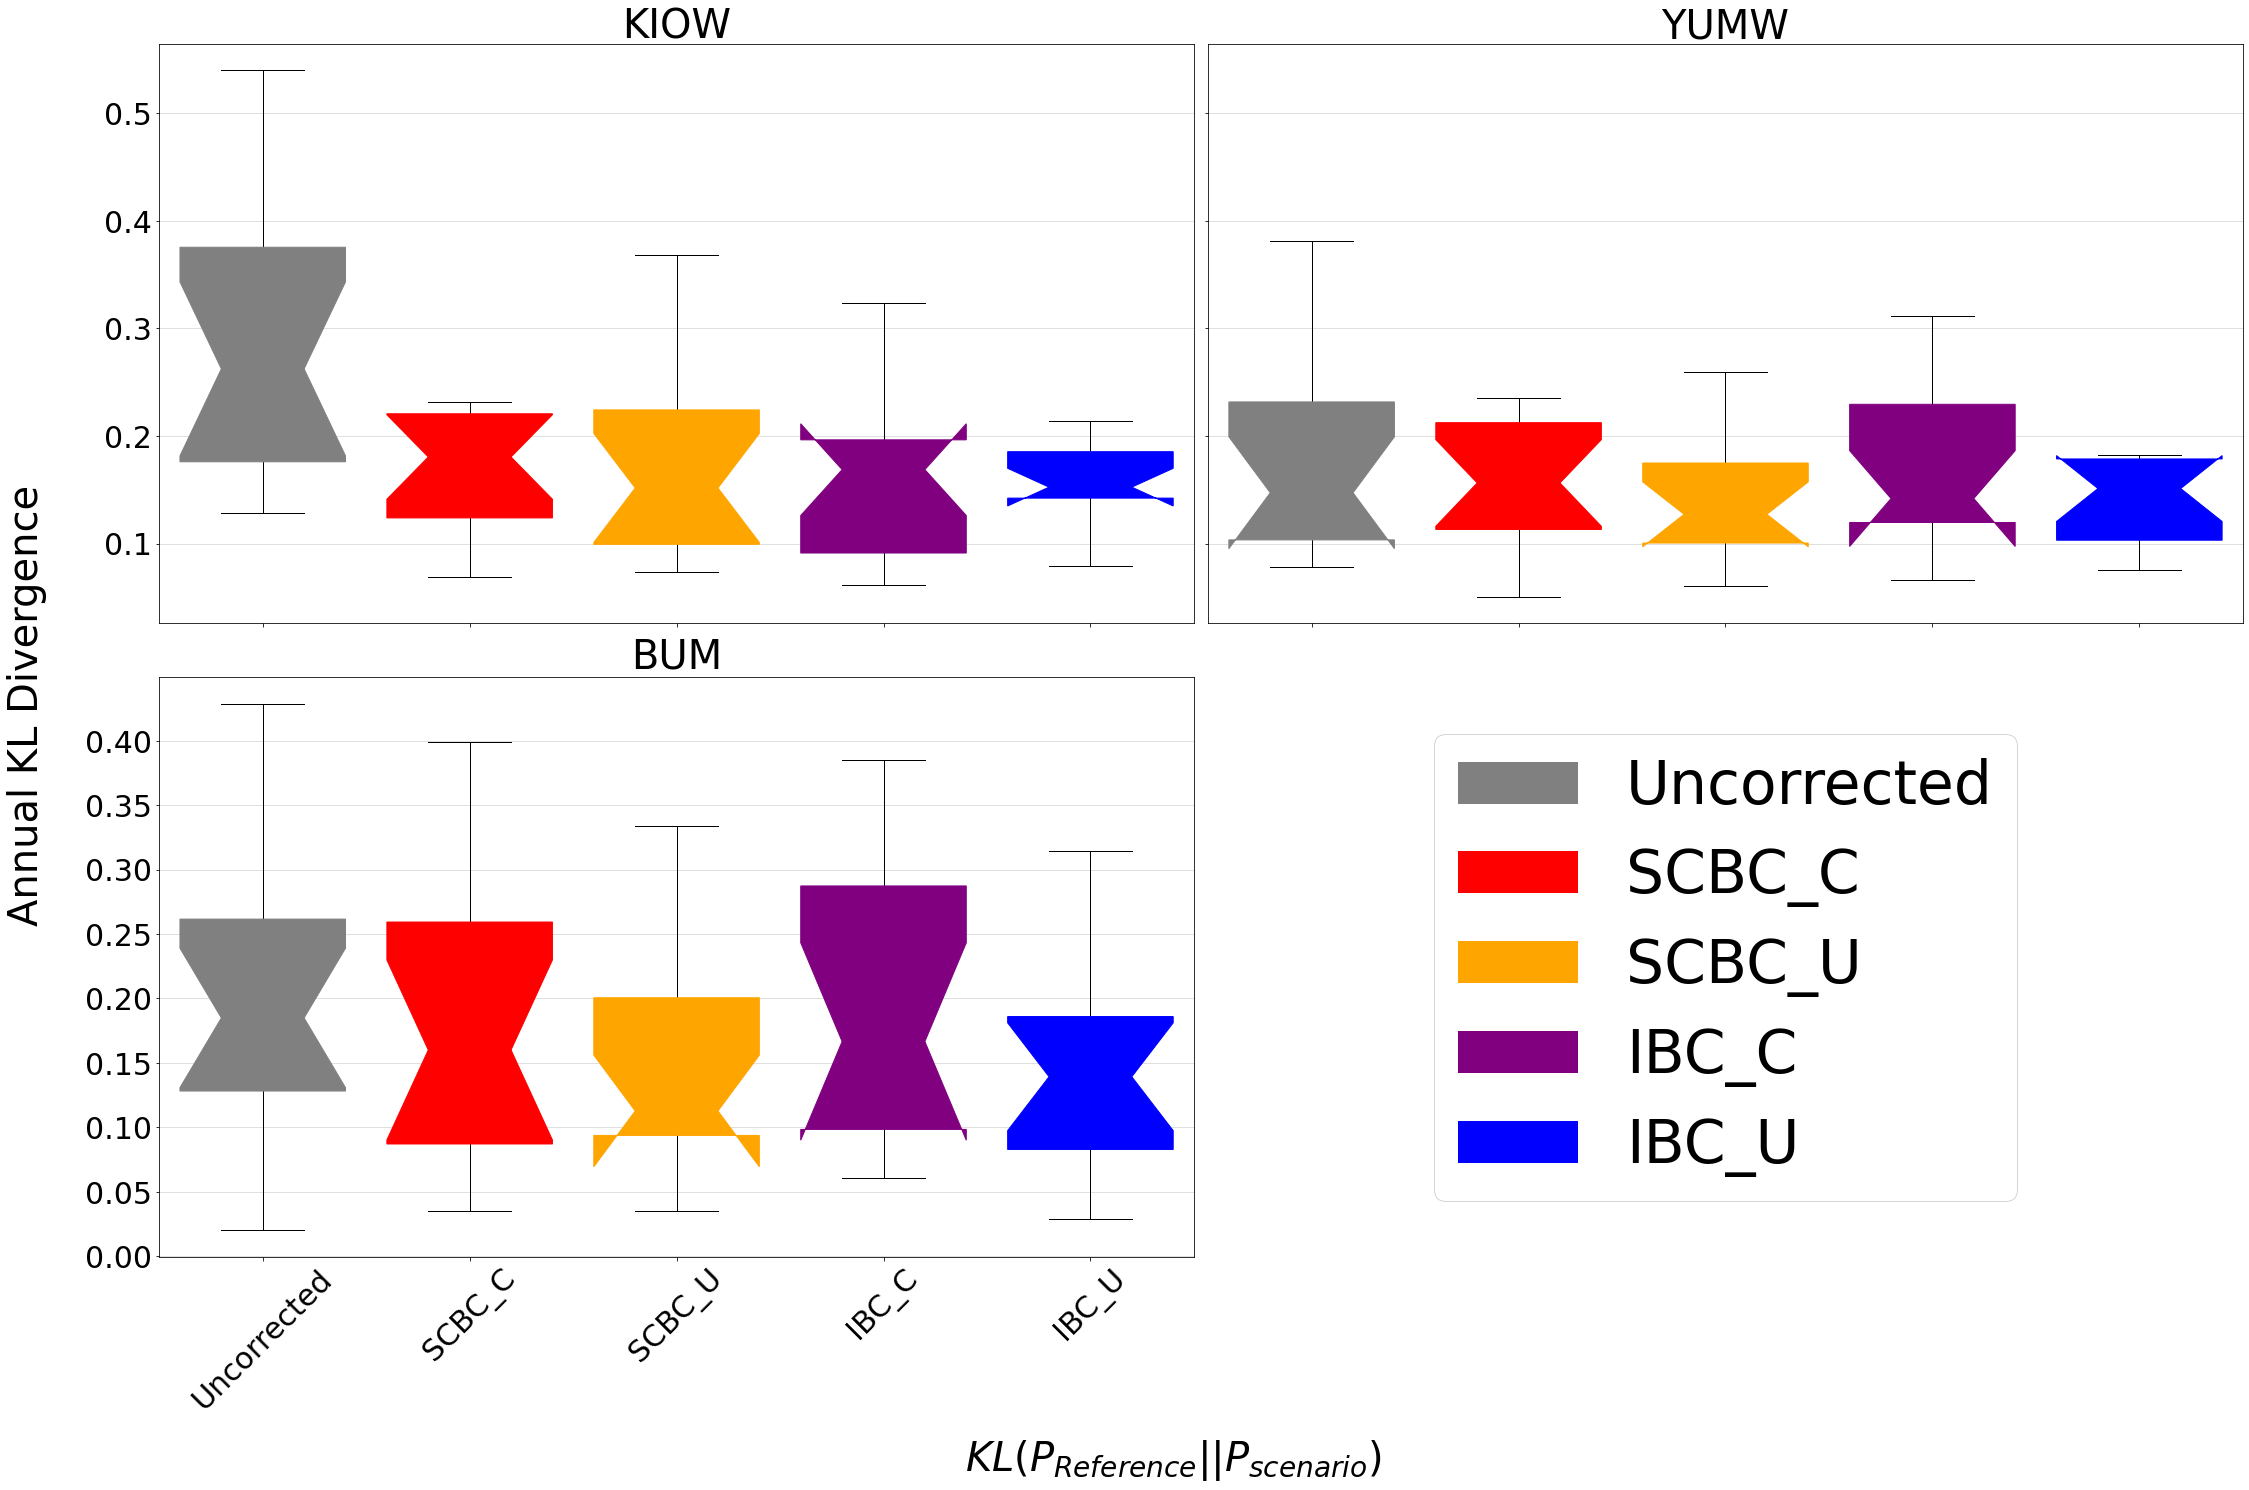 KIOW
YUMW
0.5
0.4
0.3
0.2
0.1
Annual KL Divergence
BUM
0.40
0.35
0.30
0.25
0.20
0.15
0.10
0.05
0.00
Uncorrected
SCBC_C
SCBC_U
IBC_C
IBC_U
Uncorrected
SCBC_C
SCBC_U
IBC_C
IBC_U
KL(P_Reference||P_scenario)